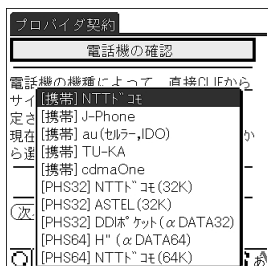 プロバイダ契約
電話機の確認
電話機の機種によって、直接CLIEから
サイ
定さ
現在
か
ら選
[携帯] NTTﾄﾞｺﾓ
[携帯] J-Phone
[携帯] au(ｾﾙﾗｰ,IDO)
[携帯] TU-KA
[携帯] cdmaOne
[PHS32] NTTﾄﾞｺﾓ(32K)
[PHS32] ASTEL(32K)
[PHS32] DDIﾎﾟｹｯﾄ(αDATA32)
[PHS64] H"(αDATA64)
[PHS64] NTTﾄﾞｺﾓ(64K)
次
あ